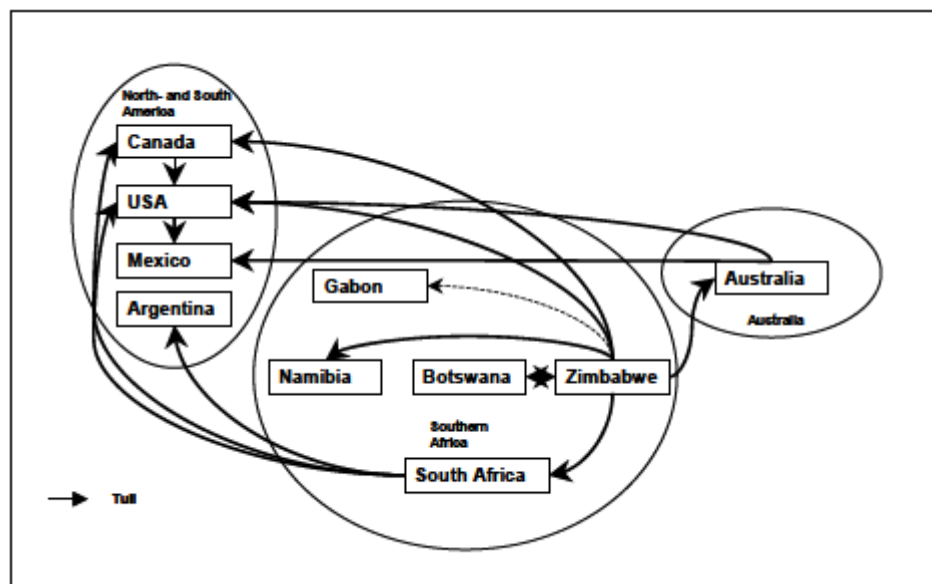 North- and South
America
Canada
USA
Mexico
Argentina
Gabon
Namibia
Botswana
Zimbabwe
Australia
Australia
Southern
Africa
South Africa
Tuli